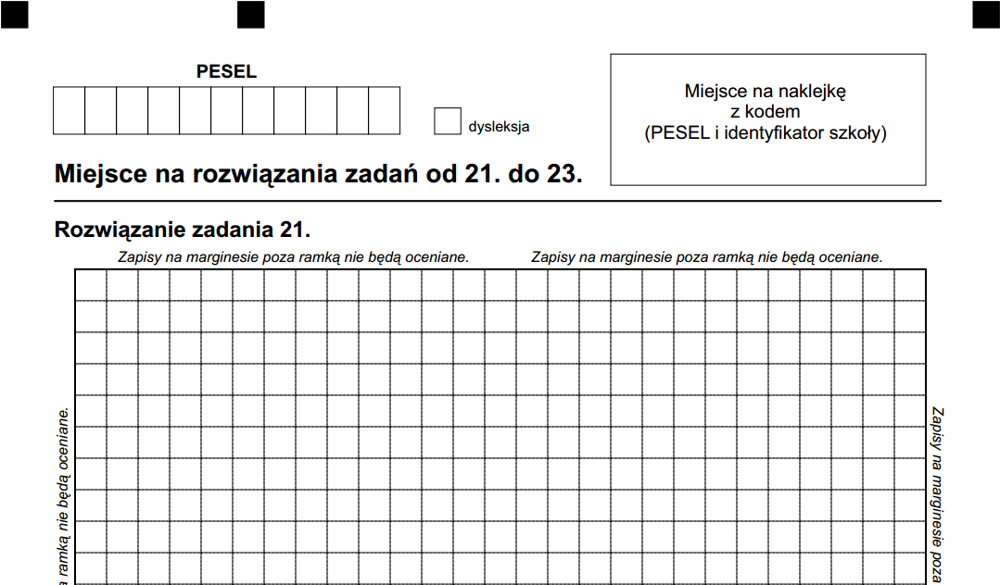 PESEL
dysleksja
Miejsce na naklejkę
z kodem
(PESEL i identyfikator szkoły)
Miejsce na rozwiązania zadań od 21. do 23.
Rozwiązanie zadania 21.
Zapisy na marginesie poza ramką nie będą oceniane.
Zapisy na marginesie poza ramką nie będą oceniane.
ramką nie będą oceniane.
Zapisy na marginesie poza